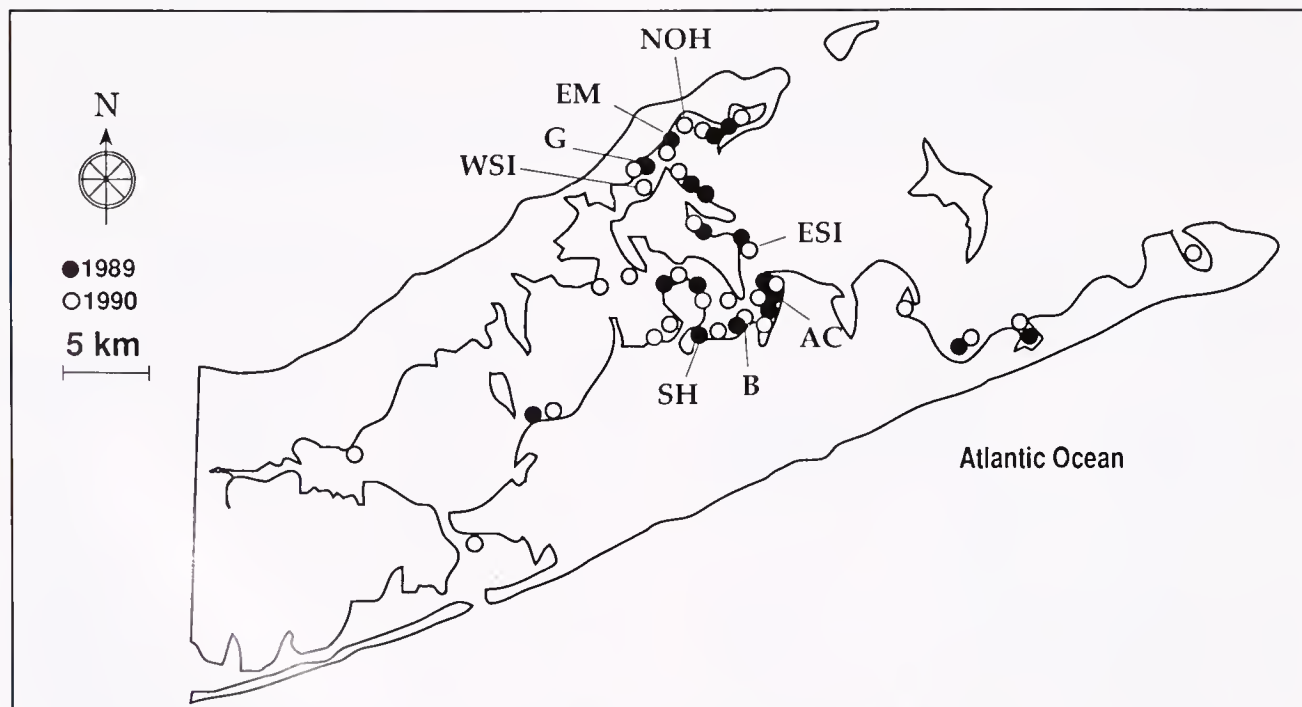 NOH
EM
N
G
WSI
ESI
●1989
○1990
5 km
AC
SH
B
Atlantic Ocean